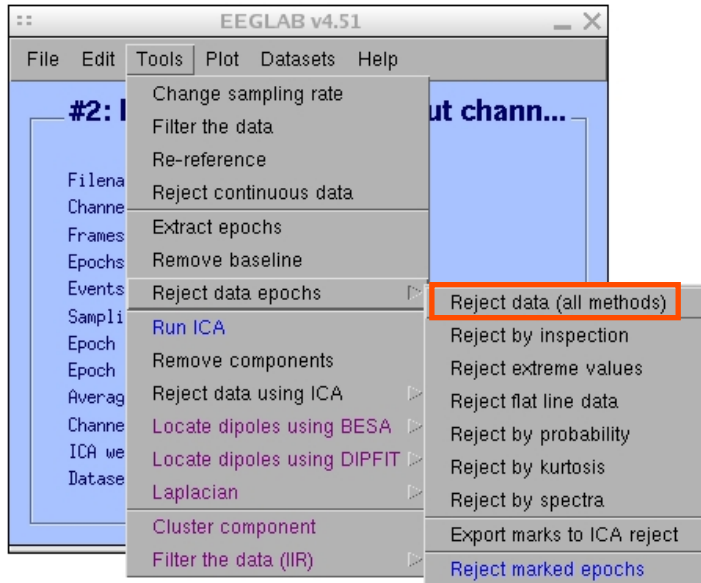 EEGLAB v4.51
File Edit Tools Plot Datasets Help
#2: ut chann...
Filena
Channe
Frames
Epochs
Events
Sampli
Epoch
Epoch
Averag
Channe
ICA we
Datase
Change sampling rate
Filter the data
Re-reference
Reject continuous data
Extract epochs
Remove baseline
Reject data epochs
Run ICA
Remove components
Reject data using ICA
Locate dipoles using BESA
Locate dipoles using DIPFIT
Laplacian
Cluster component
Filter the data (IIR)
Reject data (all methods)
Reject by inspection
Reject extreme values
Reject flat line data
Reject by probability
Reject by kurtosis
Reject by spectra
Export marks to ICA reject
Reject marked epochs